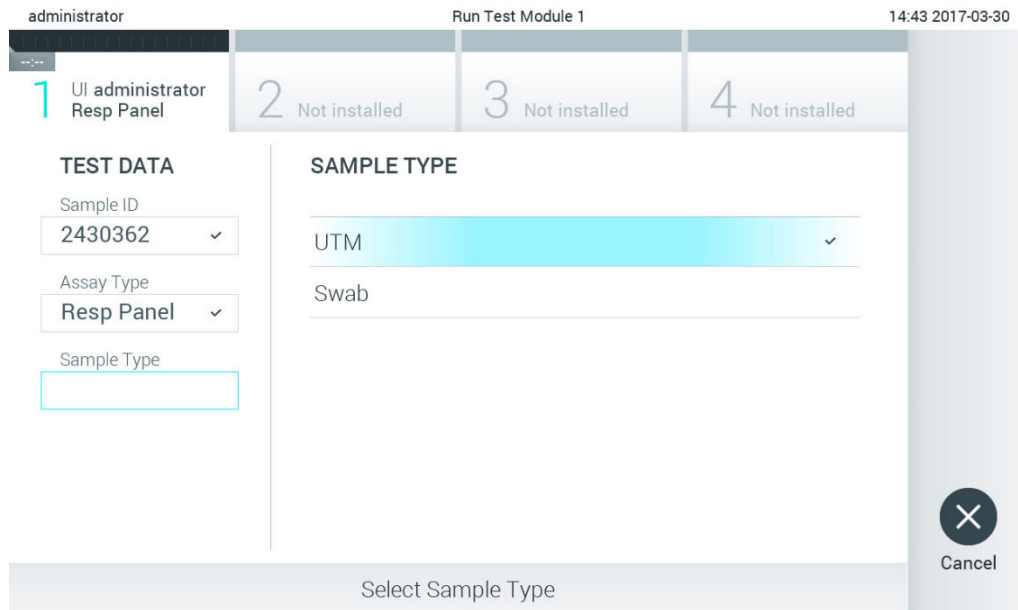 administrator
Run Test Module 1
14:43 2017-03-30
--:--
1
UI administrator
Resp Panel
2 Not installed
3 Not installed
4 Not installed
TEST DATA
Sample ID
2430362
Assay Type
Resp Panel
Sample Type
SAMPLE TYPE
UTM
Swab
Cancel
Select Sample Type